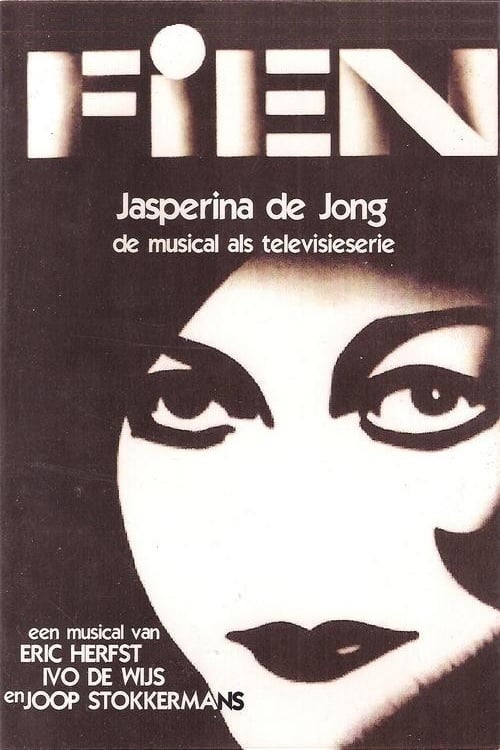 FiEN
Jasperina de Jong
de musical als televisieserie
een musical van
ERIC HERFST
IVO DE WIJS
en JOOP STOKKERMANS